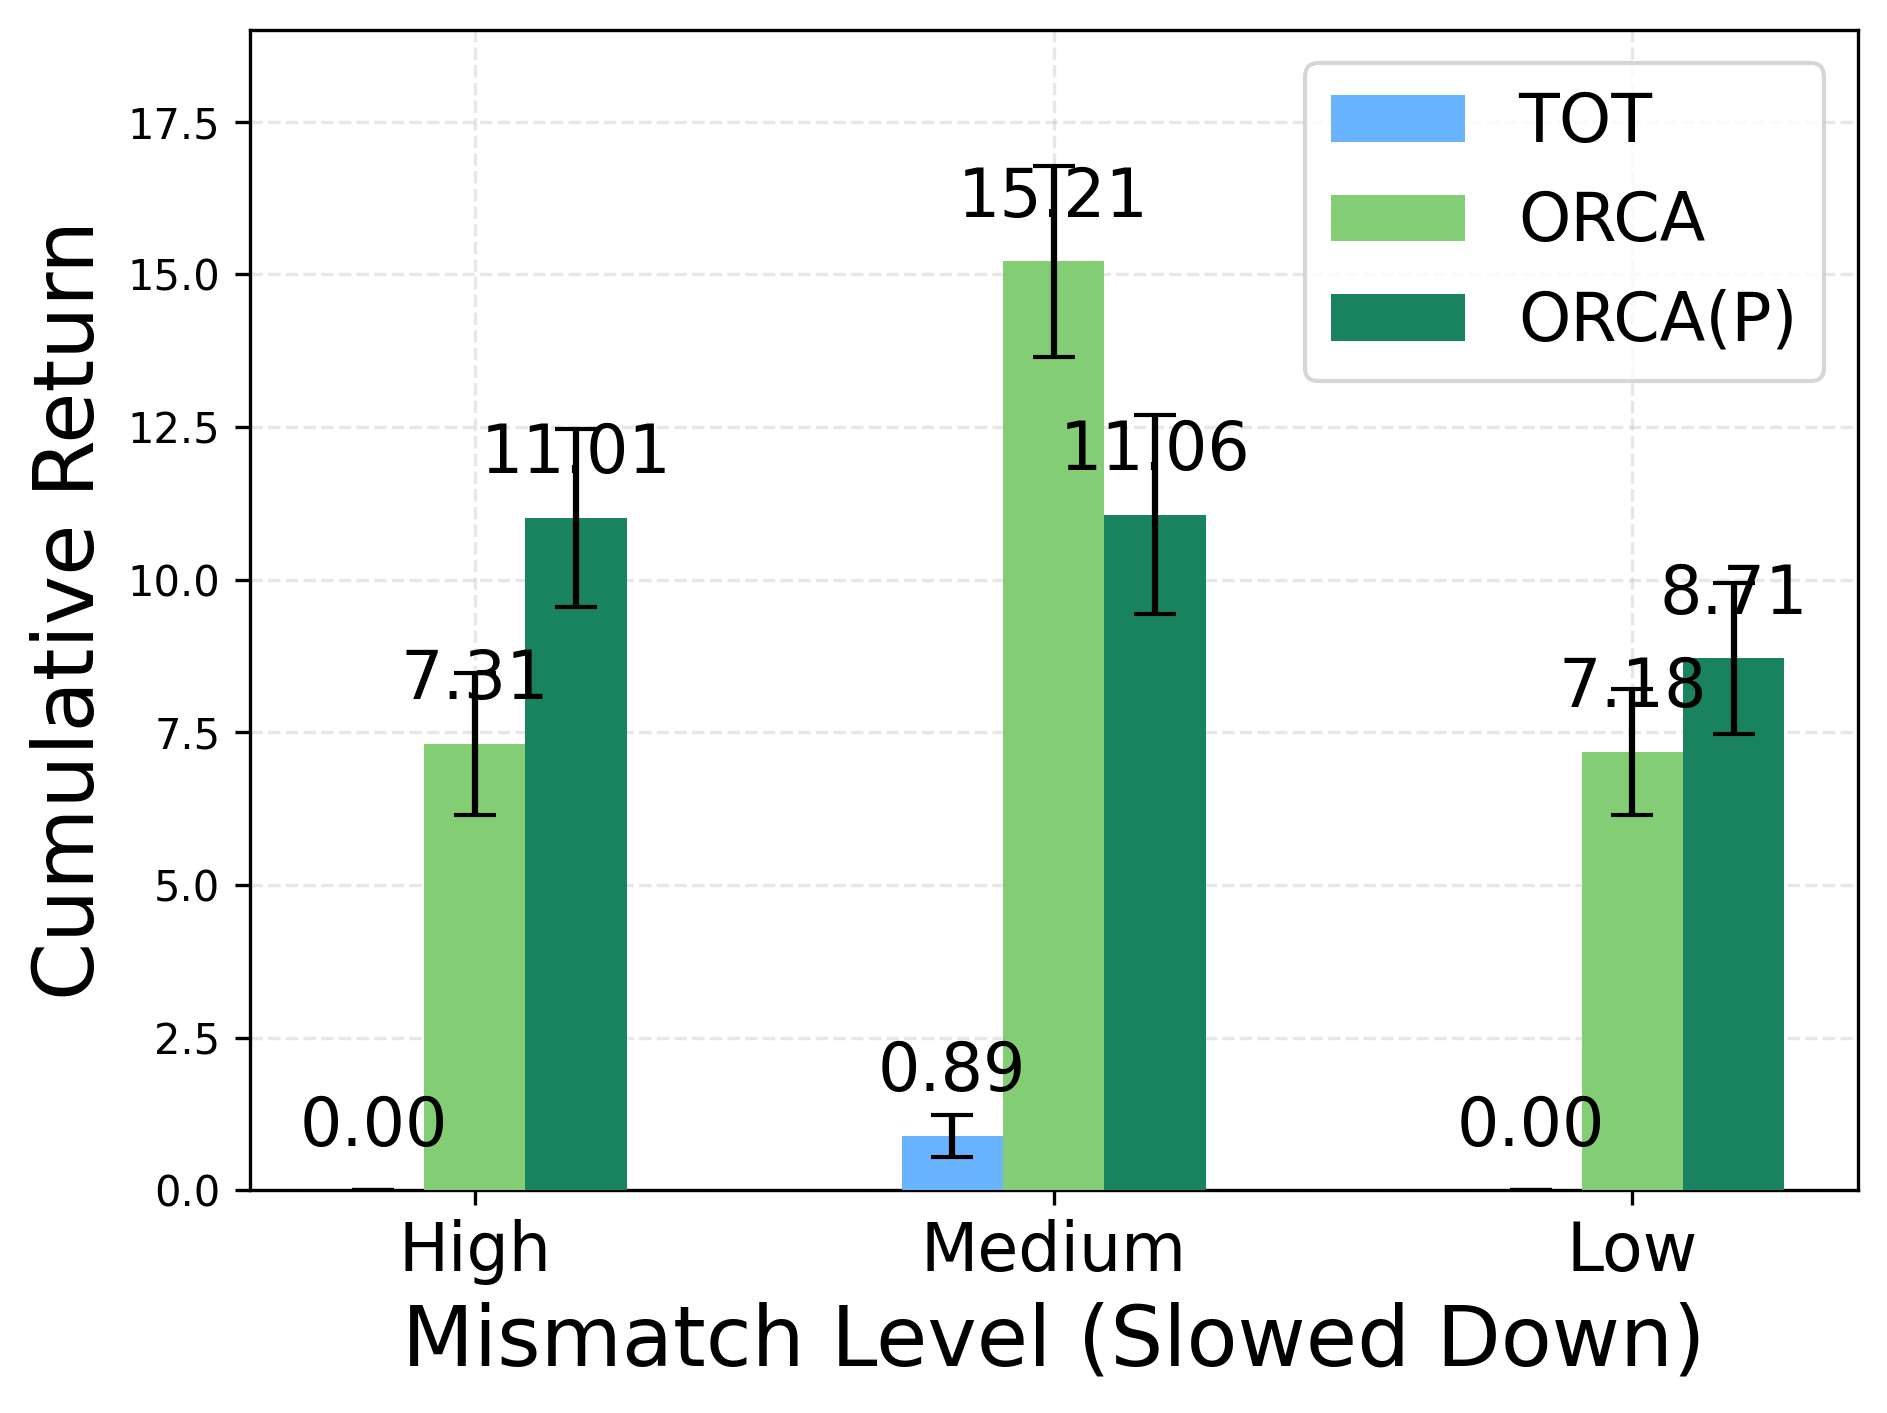 17.5
15.0
12.5
10.0
7.5
5.0
2.5
0.0
Cumulative Return
TOT
ORCA
ORCA(P)
0.00
7.31
11.01
0.89
15.21
11.06
0.00
7.18
8.71
High
Medium
Low
Mismatch Level (Slowed Down)